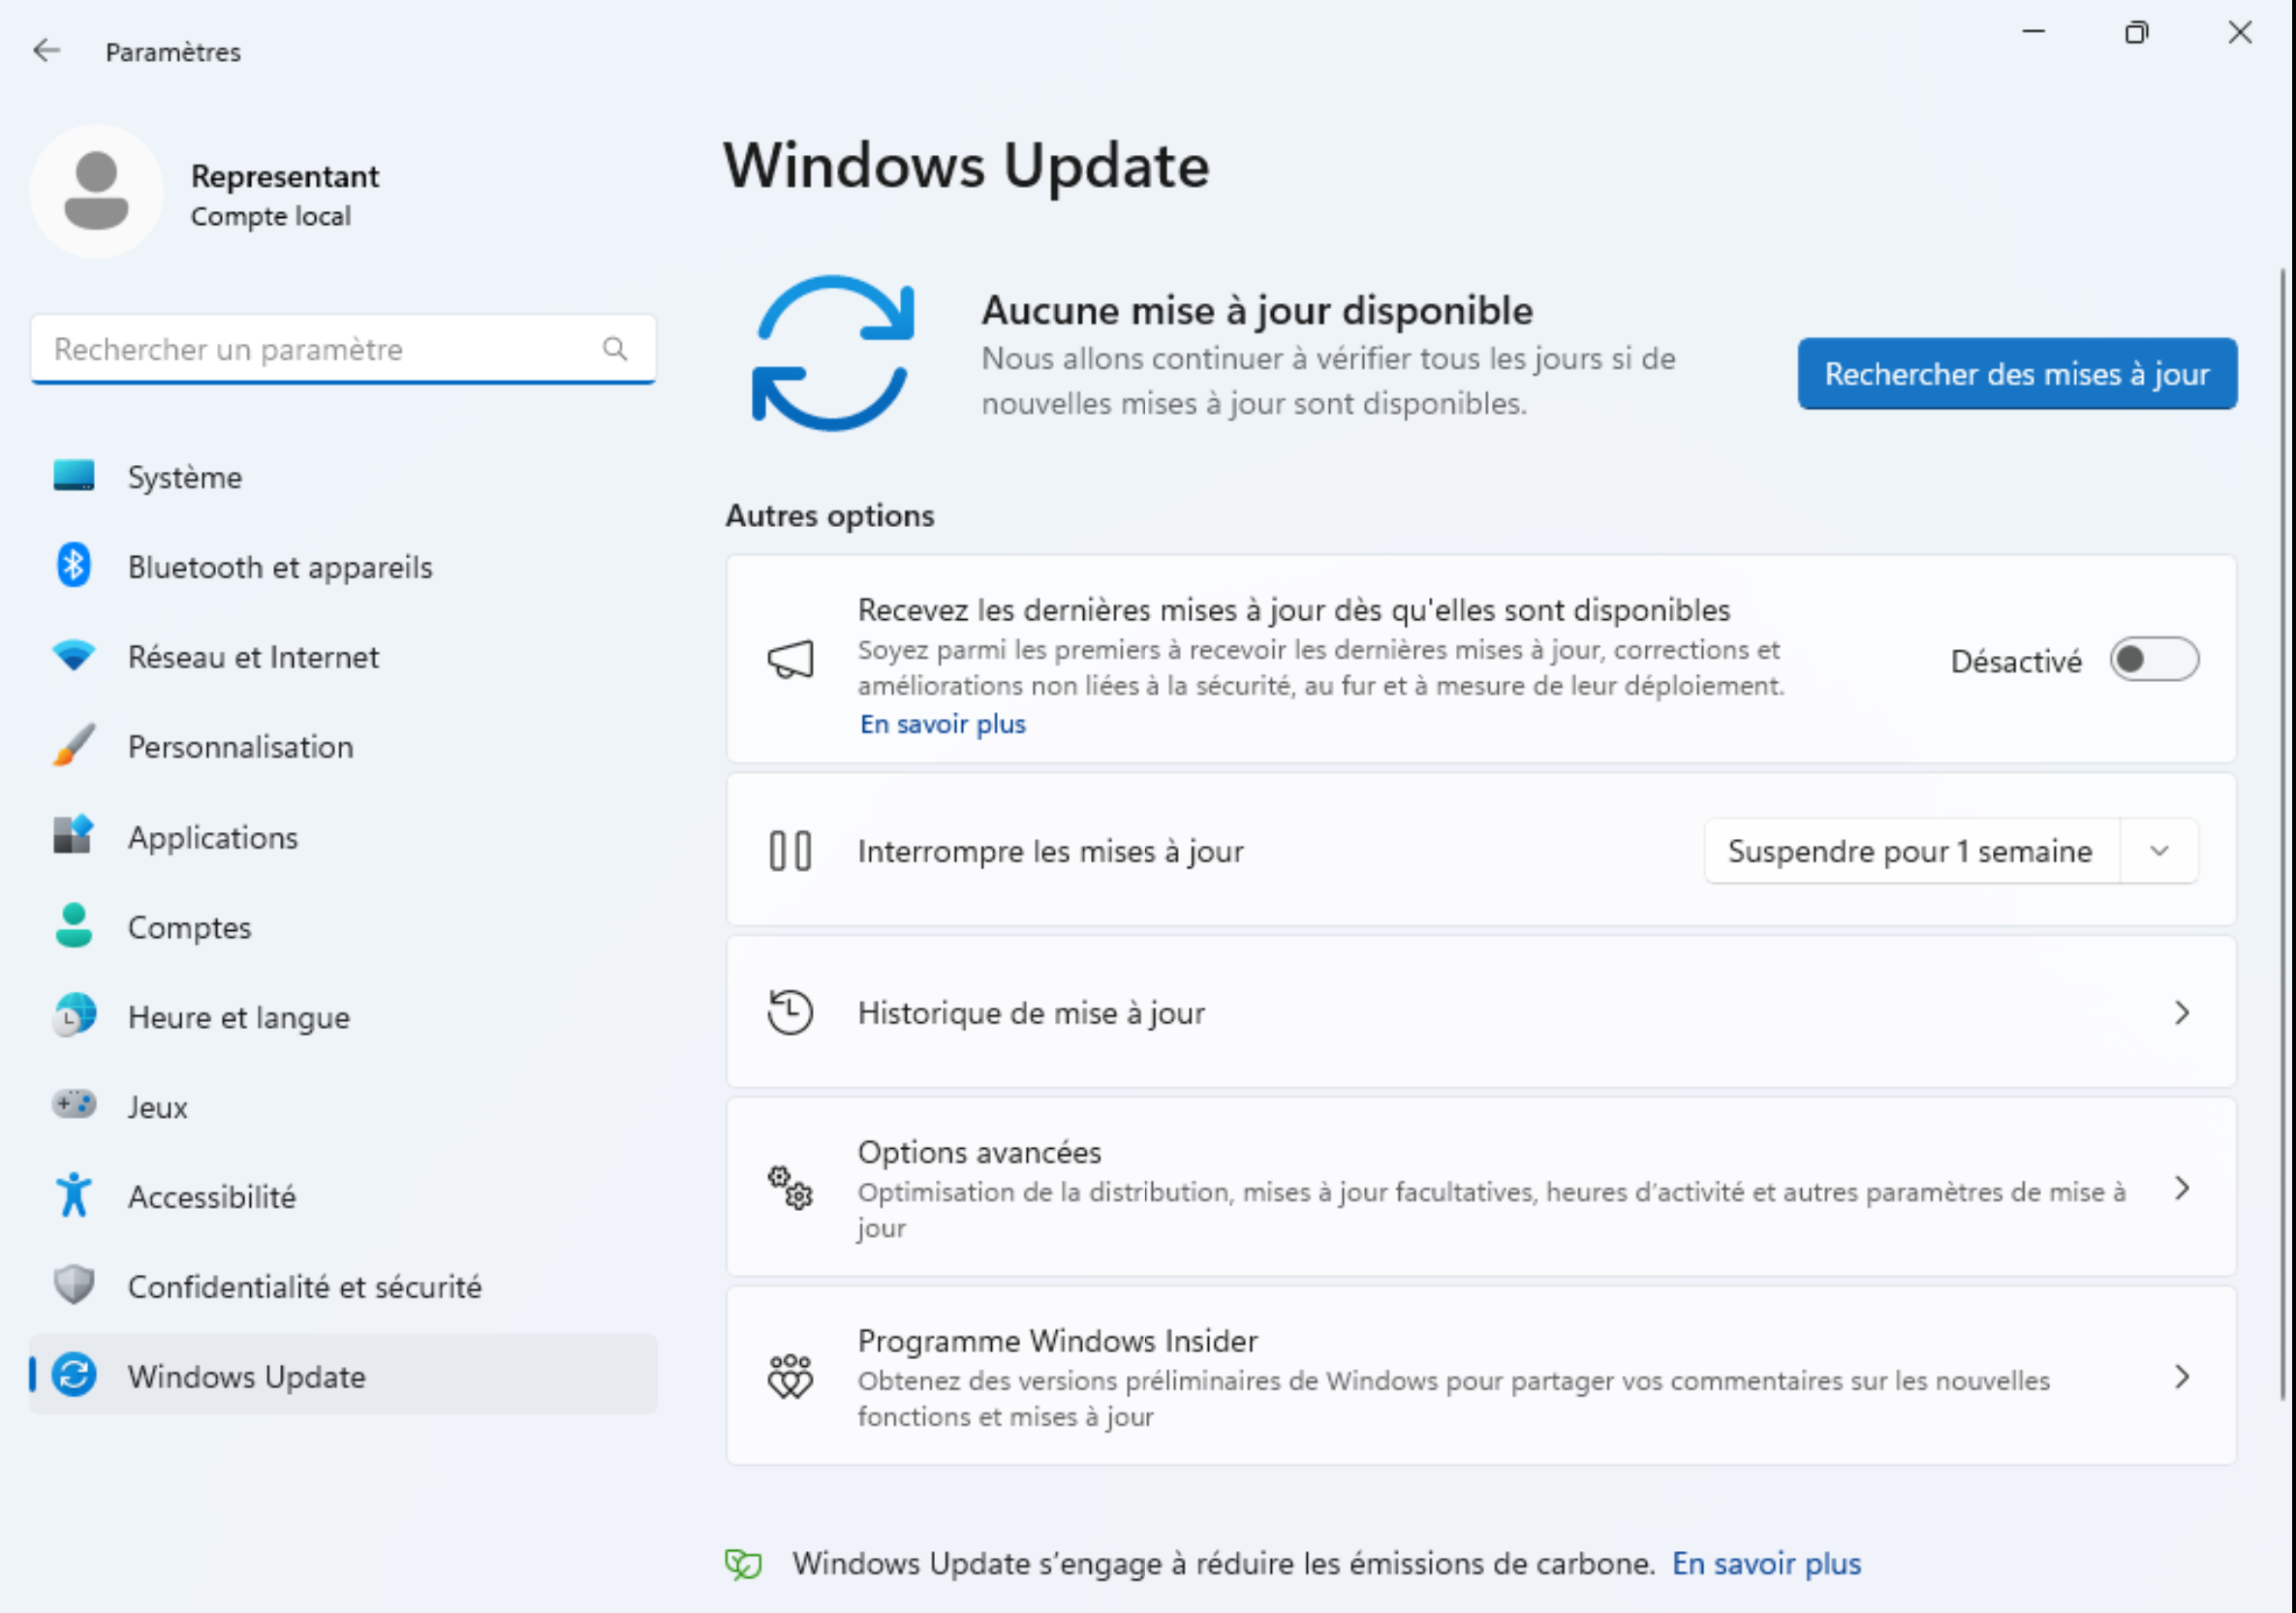 Paramètres
Representant
Compte local
Rechercher un paramètre
Système
Bluetooth et appareils
Réseau et Internet
Personnalisation
Applications
Comptes
Heure et langue
Jeux
Accessibilité
Confidentialité et sécurité
Windows Update
Windows Update
Aucune mise à jour disponible
Nous allons continuer à vérifier tous les jours si de
nouvelles mises à jour sont disponibles.
Rechercher des mises à jour
Autres options
Recevez les dernières mises à jour dès qu'elles sont disponibles
Soyez parmi les premiers à recevoir les dernières mises à jour, corrections et
améliorations non liées à la sécurité, au fur et à mesure de leur déploiement.
En savoir plus
Désactivé
Interrompre les mises à jour
Suspendre pour 1 semaine
Historique de mise à jour
Options avancées
Optimisation de la distribution, mises à jour facultatives, heures d’activité et autres paramètres de mise à
jour
Programme Windows Insider
Obtenez des versions préliminaires de Windows pour partager vos commentaires sur les nouvelles
fonctions et mises à jour
Windows Update s’engage à réduire les émissions de carbone. En savoir plus